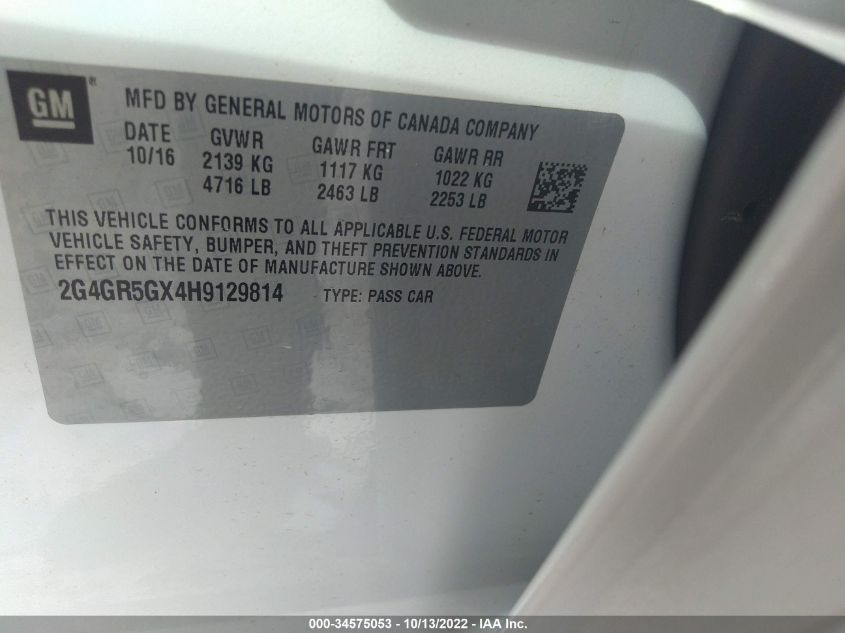 GM®
MFD BY GENERAL MOTORS OF CANADA COMPANY
DATE GVWR GAWR FRT GAWR RR
10/16 2139 KG 1117 KG 1022 KG
4716 LB 2463 LB 2253 LB
THIS VEHICLE CONFORMS TO ALL APPLICABLE U.S. FEDERAL MOTOR
VEHICLE SAFETY, BUMPER, AND THEFT PREVENTION STANDARDS IN
EFFECT ON THE DATE OF MANUFACTURE SHOWN ABOVE.
2G4GR5GX4H9129814 TYPE: PASS CAR
000-34575053 - 10/13/2022 - IAA Inc.